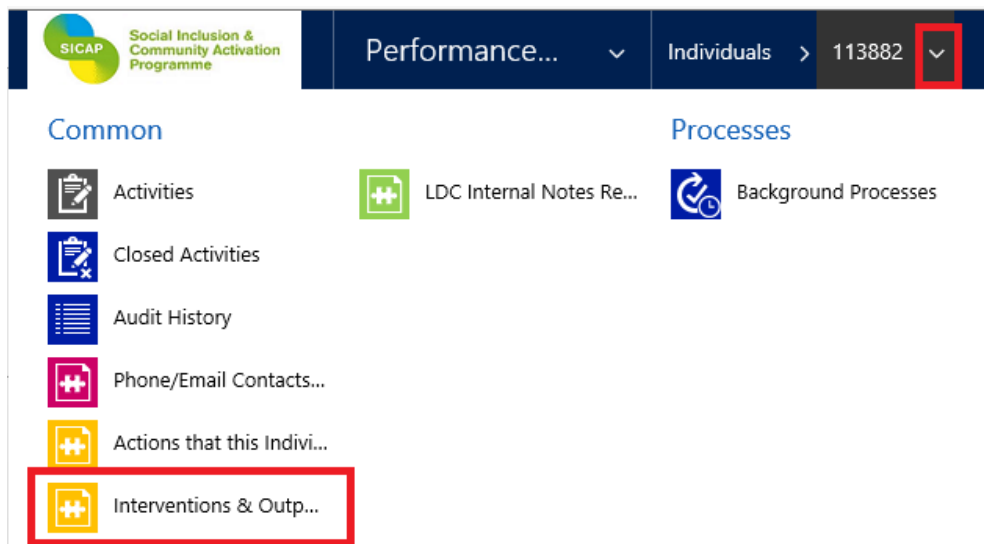 SICAP
Social Inclusion &
Community Activation
Programme
Performance...
Individuals > 113882
Common
Processes
Activities
LDC Internal Notes Re...
Background Processes
Closed Activities
Audit History
Phone/Email Contacts...
Actions that this Indivi...
Interventions & Outp...